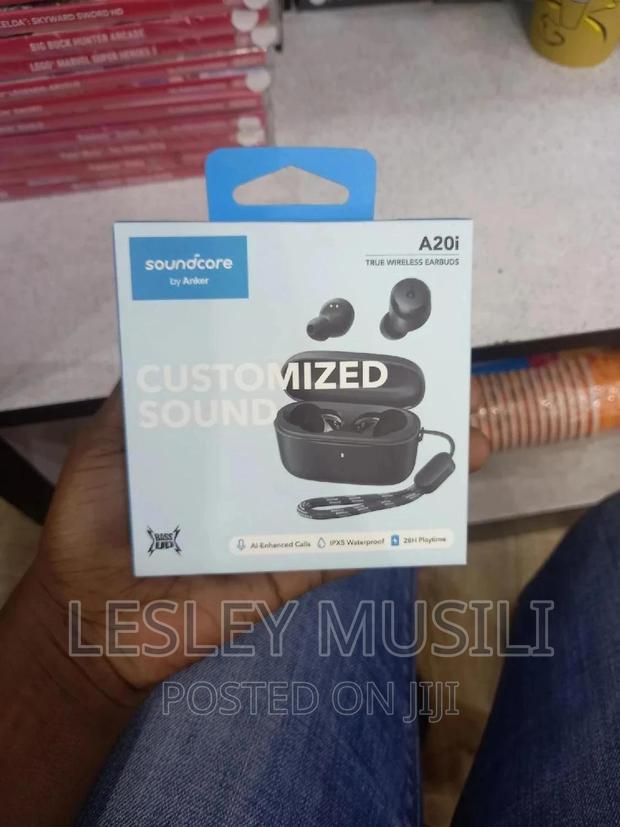 ZELDA: SKYWARD SWORD HD
BIG BUCK HUNTER ARCADE
LEGO MARVEL SUPER HEROES 2
soundcore
by Anker
A20i
TRUE WIRELESS EARBUDS
CUSTOMIZED
SOUND
BASS
UP
AI-Enhanced Calls
IPX5 Waterproof
28H Playtime
LESLEY MUSILI
POSTED ON JIJI